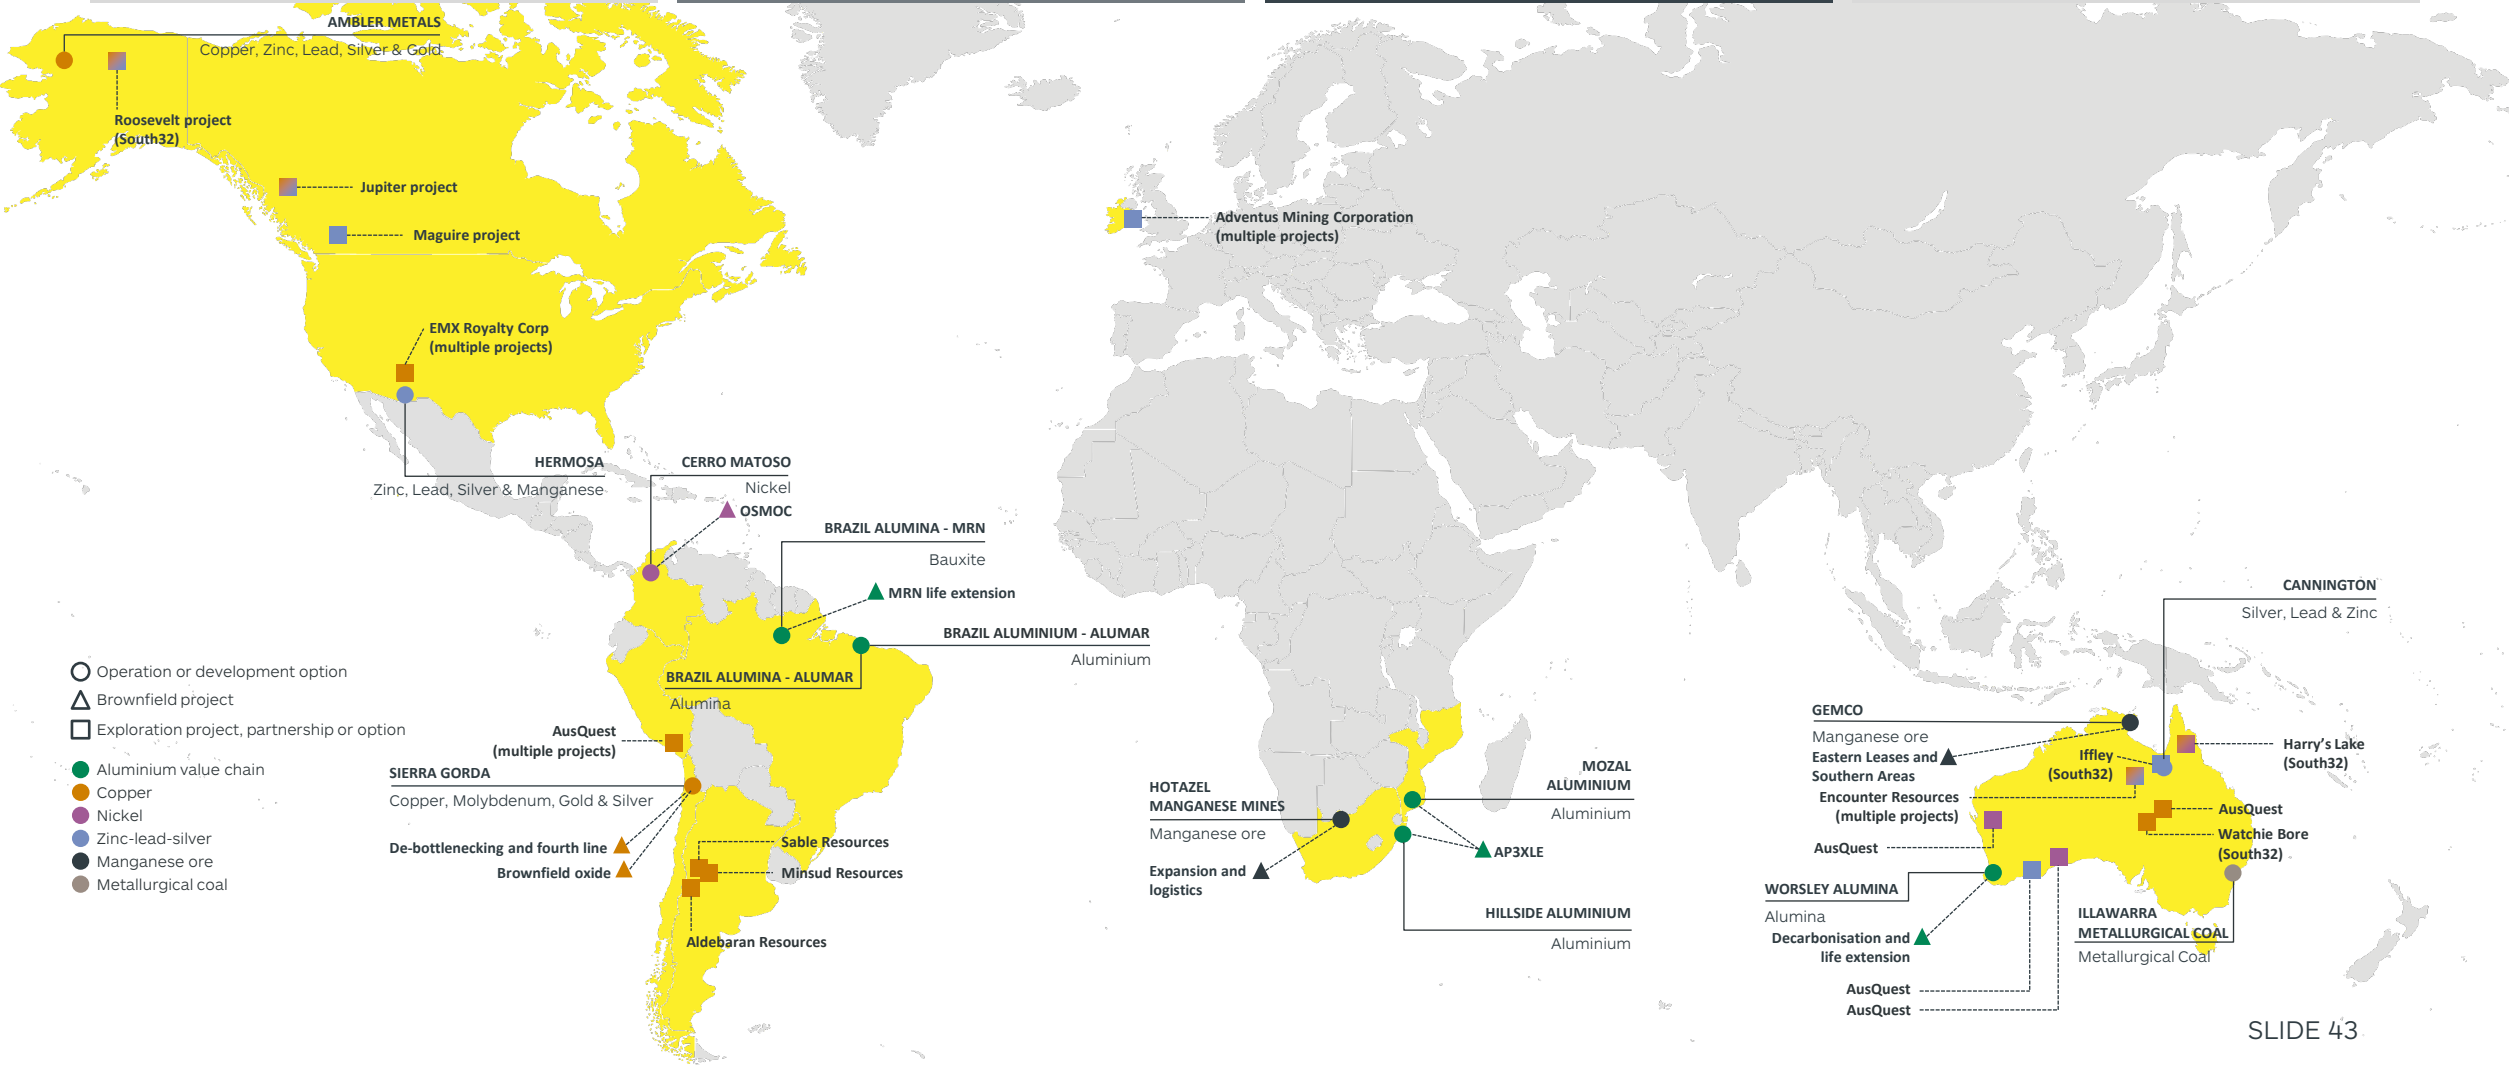 AMBLER METALS
Copper, Zinc, Lead, Silver & Gold
Roosevelt project
(South32)
Jupiter project
Maguire project
EMX Royalty Corp
(multiple projects)
HERMOSA
Zinc, Lead, Silver & Manganese
CERRO MATOSO
Nickel
OSMOC
BRAZIL ALUMINA - MRN
Bauxite
MRN life extension
BRAZIL ALUMINIUM - ALUMAR
Aluminium
BRAZIL ALUMINA - ALUMAR
Alumina
AusQuest
(multiple projects)
SIERRA GORDA
Copper, Molybdenum, Gold & Silver
De-bottlenecking and fourth line
Brownfield oxide
Sable Resources
Minsud Resources
Aldebaran Resources
Operation or development option
Brownfield project
Exploration project, partnership or option
Aluminium value chain
Copper
Nickel
Zinc-lead-silver
Manganese ore
Metallurgical coal
Adventus Mining Corporation
(multiple projects)
HOTAZEL
MANGANESE MINES
Manganese ore
Expansion and
logistics
MOZAL
ALUMINIUM
Aluminium
AP3XLE
HILLSIDE ALUMINIUM
Aluminium
CANNINGTON
Silver, Lead & Zinc
GEMCO
Manganese ore
Eastern Leases and
Southern Areas
Iffley
(South32)
Harry's Lake
(South32)
Encounter Resources
(multiple projects)
AusQuest
Watchie Bore
(South32)
AusQuest
WORSLEY ALUMINA
Alumina
Decarbonisation and
life extension
ILLAWARRA
METALLURGICAL COAL
Metallurgical Coal
AusQuest
AusQuest
SLIDE 43